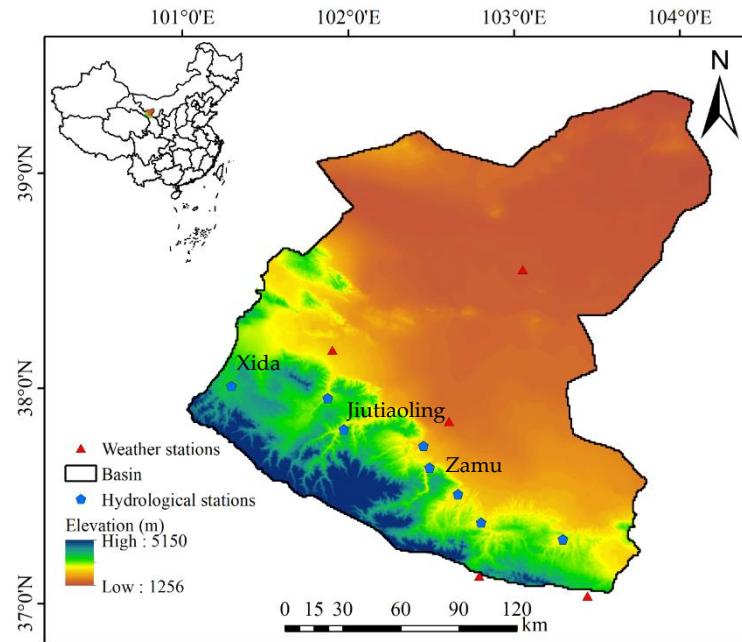 101°0'E 102°0'E 103°0'E 104°0'E
N
39°0'N
38°0'N
37°0'N
Xida
Jiutiaoling
Zamu
Weather stations
Basin
Hydrological stations
Elevation (m)
High : 5150
Low : 1256
0 15 30 60 90 120
km